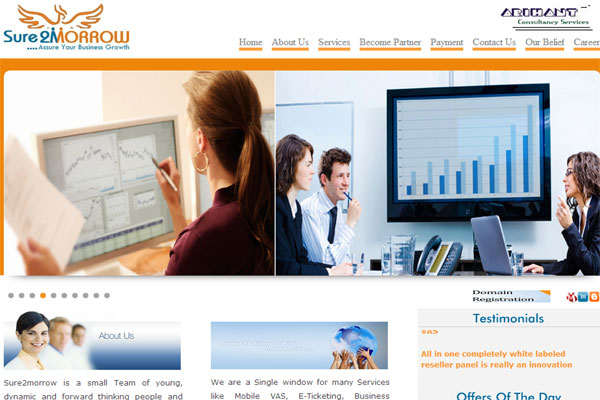 Sure2MORROW
....Assure Your Business Growth
ARIHANT
Consultancy Services
Home About Us Services Become Partner Payment Contact Us Our Belief Career
Domain
Registration
About Us
Sure2morrow is a small Team of young,
dynamic and forward thinking people and
We are a Single window for many Services
like Mobile VAS, E-Ticketing, Business
Testimonials
VAS
All in one completely white labeled
reseller panel is really an innovation
Offers Of The Day